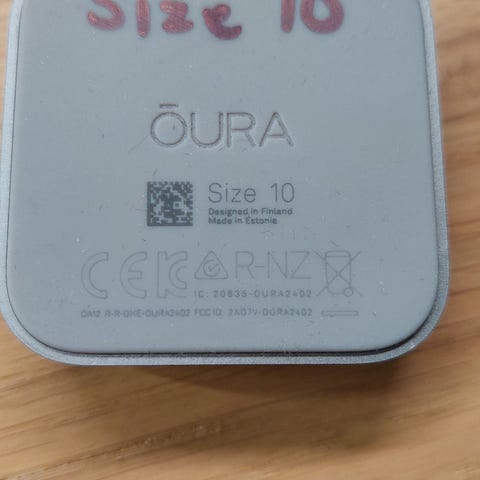 Size 10
ŌURA
Size 10
Designed in Finland
Made in Estonia
R-NZ
IC: 20635-OURA2402
OA12 R-R-OHE-OURA2402 FCC ID: 2AD7V-OURA2402